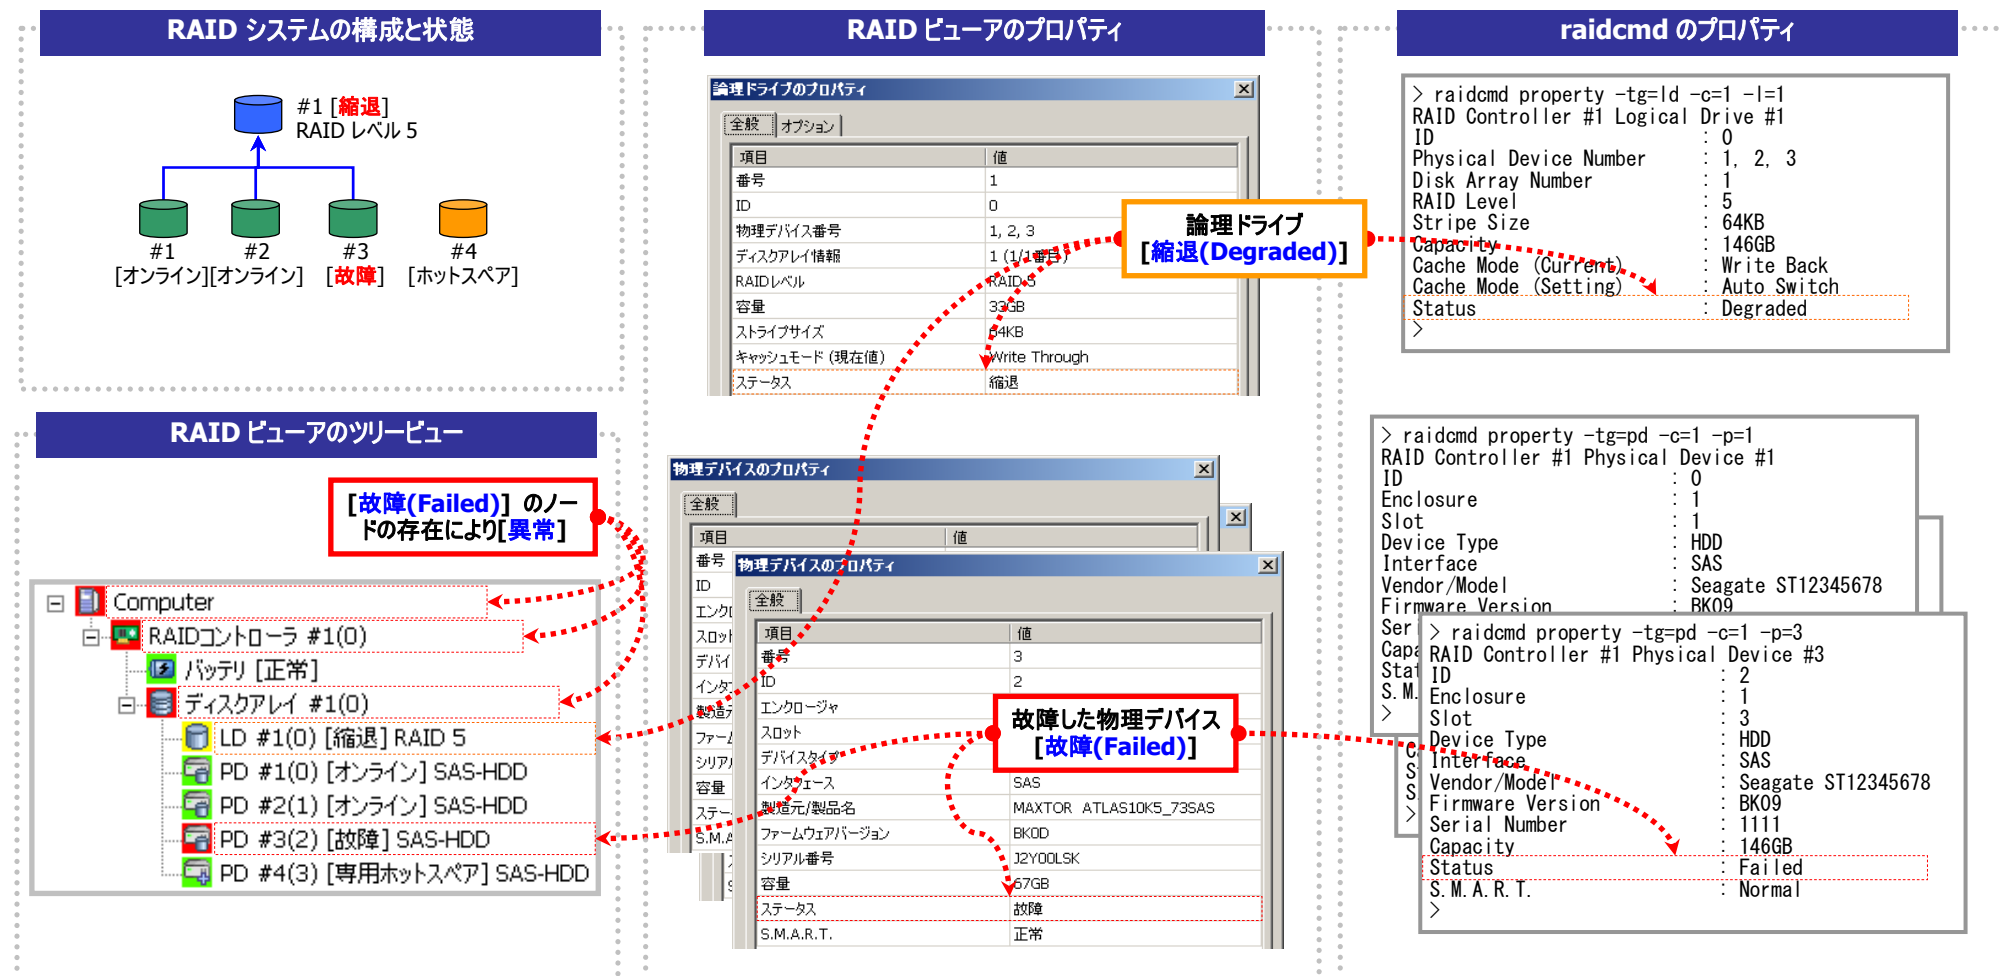 RAID システムの構成と状態
#1 [縮退]
RAID レベル 5
#1
#2
#3
#4
[オンライン][オンライン]
[故障]
[ホットスペア]
RAID ビューアのツリービュー
[故障(Failed)] のノー
ドの存在により[異常]
Computer
RAIDコントローラ #1(0)
バッテリ [正常]
ディスクアレイ #1(0)
LD #1(0) [縮退] RAID 5
PD #1(0) [オンライン] SAS-HDD
PD #2(1) [オンライン] SAS-HDD
PD #3(2) [故障] SAS-HDD
PD #4(3) [専用ホットスペア] SAS-HDD
RAID ビューアのプロパティ
論理ドライブのプロパティ
全般 オプション
項目 値
番号 1
ID 0
物理デバイス番号 1, 2, 3
ディスクアレイ情報 1 (1/1番目)
RAIDレベル RAID 5
容量 33GB
ストライプサイズ 64KB
キャッシュモード (現在値) Write Through
ステータス 縮退
論理ドライブ
[縮退(Degraded)]
物理デバイスのプロパティ
全般
項目 値
番号
ID
スロット
デバイ
容量
S.M.A
物理デバイスのプロパティ
全般
項目 値
番号 3
ID 2
エンクロージャ
スロット
デバイスタイプ
インタフェース SAS
製造元/製品名 MAXTOR ATLAS10K5_73SAS
ファームウェアバージョン BK0D
シリアル番号 J2Y00LSK
容量 67GB
ステータス 故障
S.M.A.R.T. 正常
故障した物理デバイス
[故障(Failed)]
raidcmd のプロパティ
> raidcmd property -tg=ld -c=1 -l=1
RAID Controller #1 Logical Drive #1
ID : 0
Physical Device Number : 1, 2, 3
Disk Array Number : 1
RAID Level : 5
Stripe Size : 64KB
Capacity : 146GB
Cache Mode (Current) : Write Back
Cache Mode (Setting) : Auto Switch
Status : Degraded
>
> raidcmd property -tg=pd -c=1 -p=1
RAID Controller #1 Physical Device #1
ID : 0
Enclosure : 1
Slot : 1
Device Type : HDD
Interface : SAS
Vendor/Model : Seagate ST12345678
Firmware Version : BK09
Ser
Capa
Stat
S.M.
>
> raidcmd property -tg=pd -c=1 -p=3
RAID Controller #1 Physical Device #3
ID : 2
Enclosure : 1
Slot : 3
Device Type : HDD
Interface : SAS
Vendor/Model : Seagate ST12345678
Firmware Version : BK09
Serial Number : 1111
Capacity : 146GB
Status : Failed
S.M.A.R.T. : Normal
>